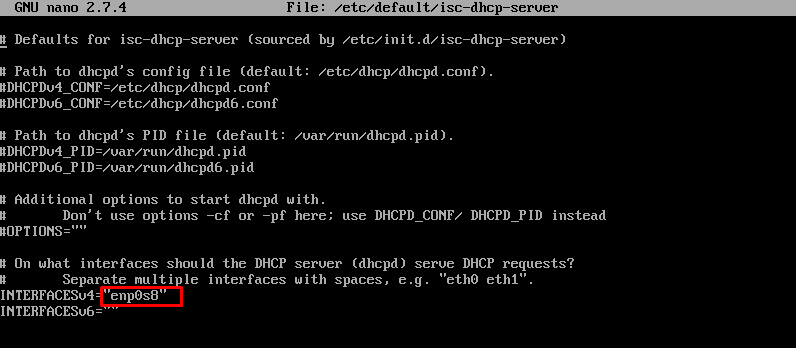 GNU nano 2.7.4 File: /etc/default/isc-dhcp-server
# Defaults for isc-dhcp-server (sourced by /etc/init.d/isc-dhcp-server)
# Path to dhcpd's config file (default: /etc/dhcp/dhcpd.conf).
#DHCPDv4_CONF=/etc/dhcp/dhcpd.conf
#DHCPDv6_CONF=/etc/dhcp/dhcpd6.conf
# Path to dhcpd's PID file (default: /var/run/dhcpd.pid).
#DHCPDv4_PID=/var/run/dhcpd.pid
#DHCPDv6_PID=/var/run/dhcpd6.pid
# Additional options to start dhcpd with.
# Don't use options -cf or -pf here; use DHCPD_CONF/ DHCPD_PID instead
#OPTIONS=""
# On what interfaces should the DHCP server (dhcpd) serve DHCP requests?
# Separate multiple interfaces with spaces, e.g. "eth0 eth1".
INTERFACESv4="enp0s8"
INTERFACESv6=""